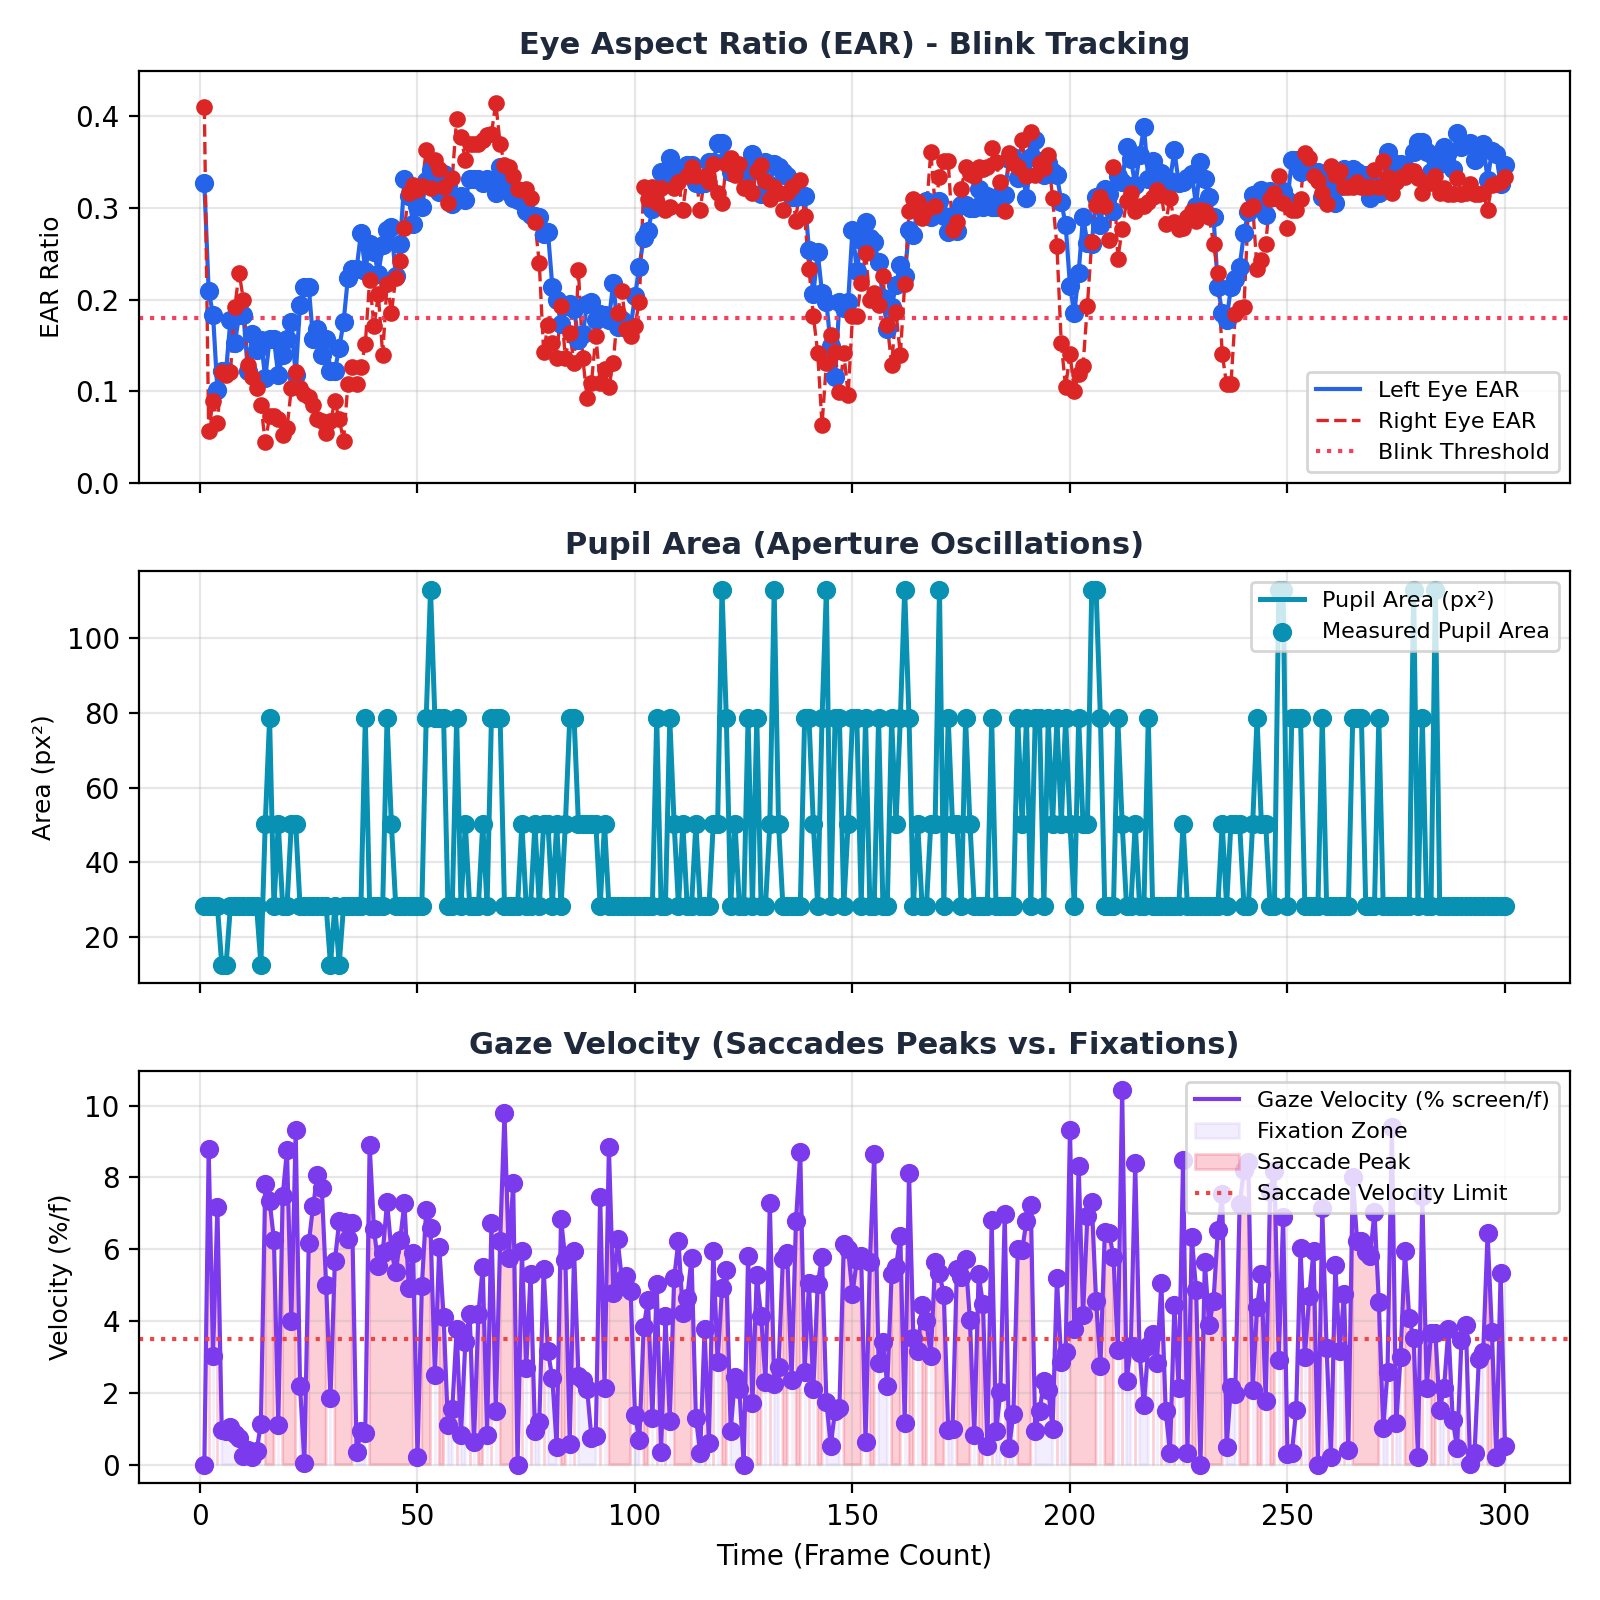 Eye Aspect Ratio (EAR) - Blink Tracking
EAR Ratio
0.4
0.3
0.2
0.1
0.0
Left Eye EAR
Right Eye EAR
Blink Threshold
Pupil Area (Aperture Oscillations)
Area (px²)
100
80
60
40
20
Pupil Area (px²)
Measured Pupil Area
Gaze Velocity (Saccades Peaks vs. Fixations)
Velocity (%/f)
10
8
6
4
2
0
Gaze Velocity (% screen/f)
Fixation Zone
Saccade Peak
Saccade Velocity Limit
0 50 100 150 200 250 300
Time (Frame Count)